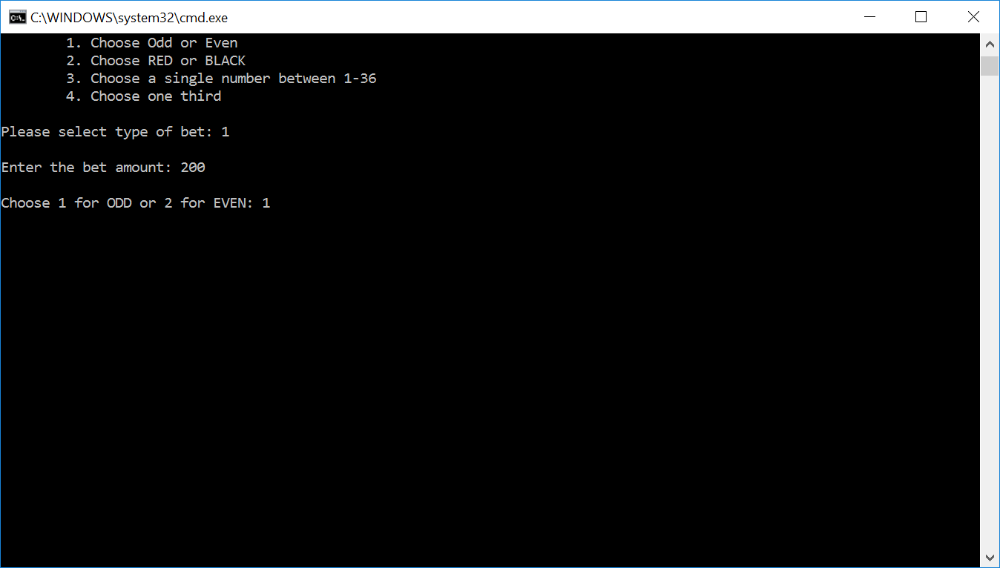 C:\WINDOWS\system32\cmd.exe
1. Choose Odd or Even
2. Choose RED or BLACK
3. Choose a single number between 1-36
4. Choose one third
Please select type of bet: 1
Enter the bet amount: 200
Choose 1 for ODD or 2 for EVEN: 1